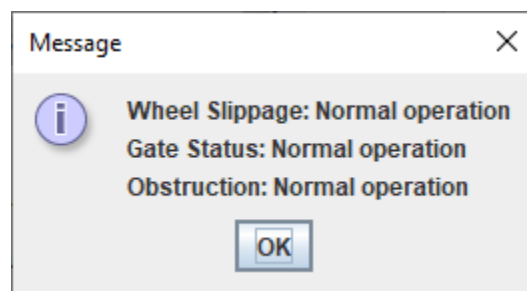 Message
Wheel Slippage: Normal operation
Gate Status: Normal operation
Obstruction: Normal operation
OK